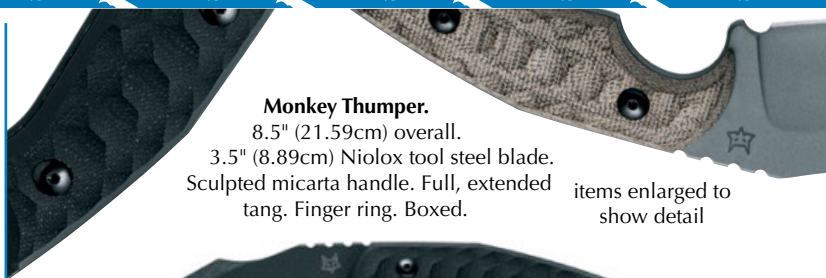 Monkey Thumper.
8.5" (21.59cm) overall.
3.5" (8.89cm) Niolox tool steel blade.
Sculpted micarta handle. Full, extended
tang. Finger ring. Boxed.
items enlarged to
show detail